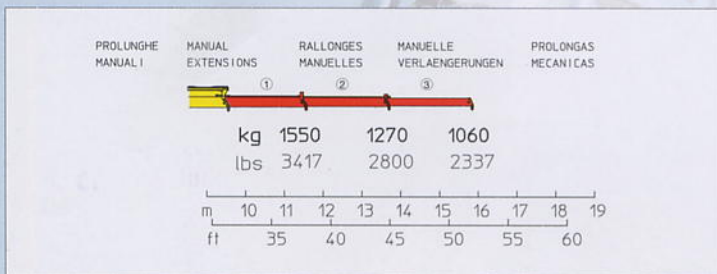 PROLUNGHE MANUAL RALLONGES MANUELLE PROLONGAS
MANUALI EXTENSIONS MANUELLES VERLAENGERUNGEN MECANICAS
① ② ③
kg 1550 1270 1060
lbs 3417 2800 2337
m 10 11 12 13 14 15 16 17 18 19
ft 35 40 45 50 55 60